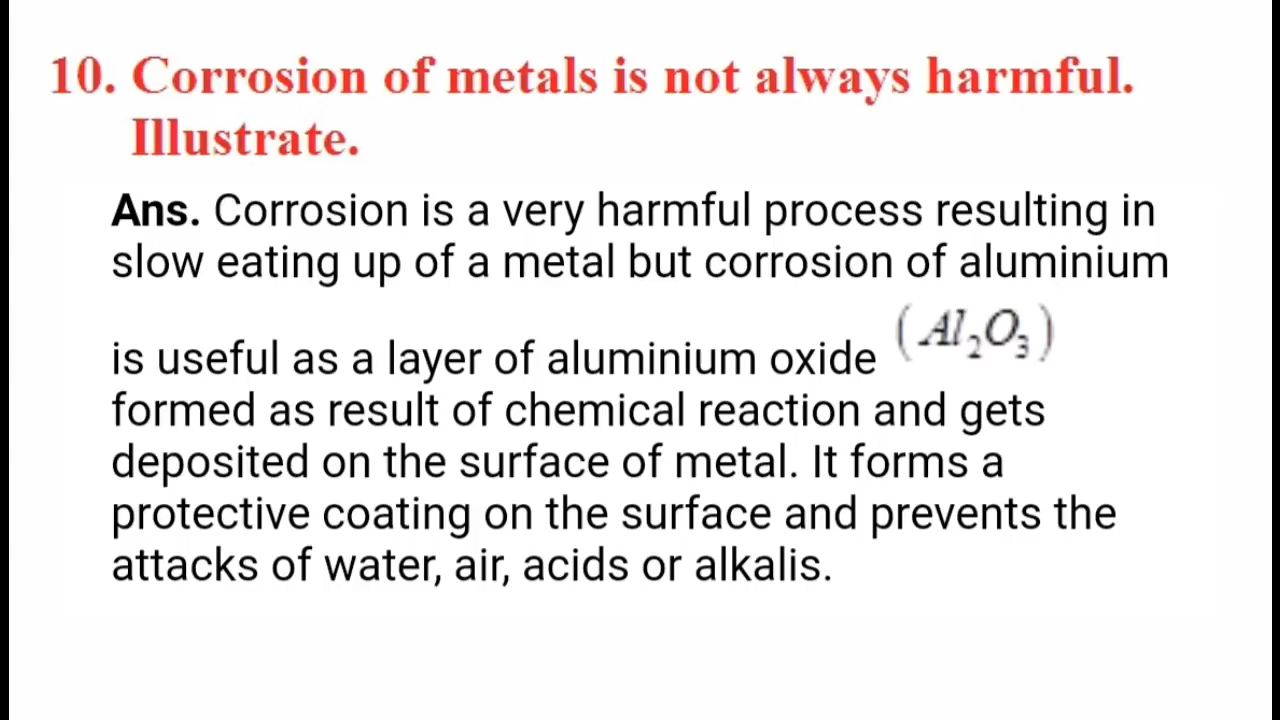 10. Corrosion of metals is not always harmful.
Illustrate.
Ans. Corrosion is a very harmful process resulting in
slow eating up of a metal but corrosion of aluminium
is useful as a layer of aluminium oxide (Al₂O₃)
formed as result of chemical reaction and gets
deposited on the surface of metal. It forms a
protective coating on the surface and prevents the
attacks of water, air, acids or alkalis.